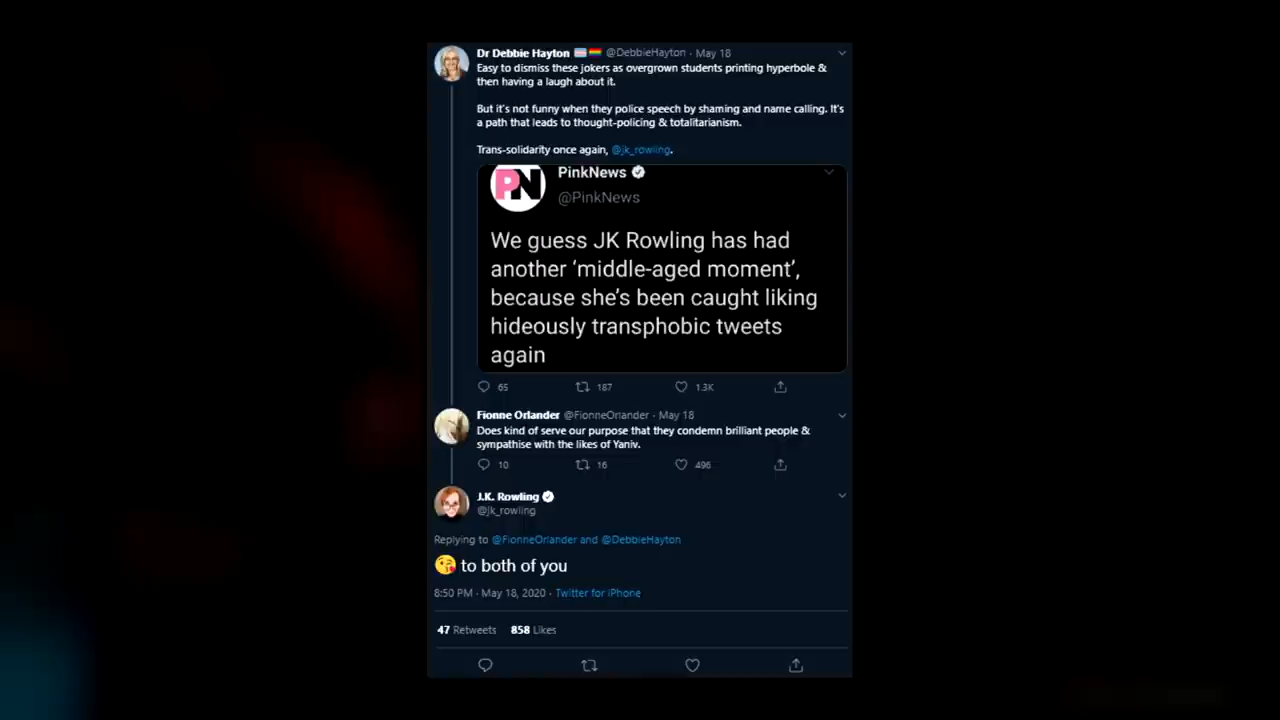 Dr Debbie Hayton @DebbieHayton · May 18
Easy to dismiss these jokers as overgrown students printing hyperbole &
then having a laugh about it.
But it's not funny when they police speech by shaming and name calling. It's
a path that leads to thought-policing & totalitarianism.
Trans-solidarity once again, @jk_rowling.
PN
PinkNews
@PinkNews
We guess JK Rowling has had
another ‘middle-aged moment’,
because she’s been caught liking
hideously transphobic tweets
again
65 187 1.3K
Fionne Orlander @FionneOrlander · May 18
Does kind of serve our purpose that they condemn brilliant people &
sympathise with the likes of Yaniv.
10 16 496
J.K. Rowling
@jk_rowling
Replying to @FionneOrlander and @DebbieHayton
😘 to both of you
8:50 PM · May 18, 2020 · Twitter for iPhone
47 Retweets 858 Likes